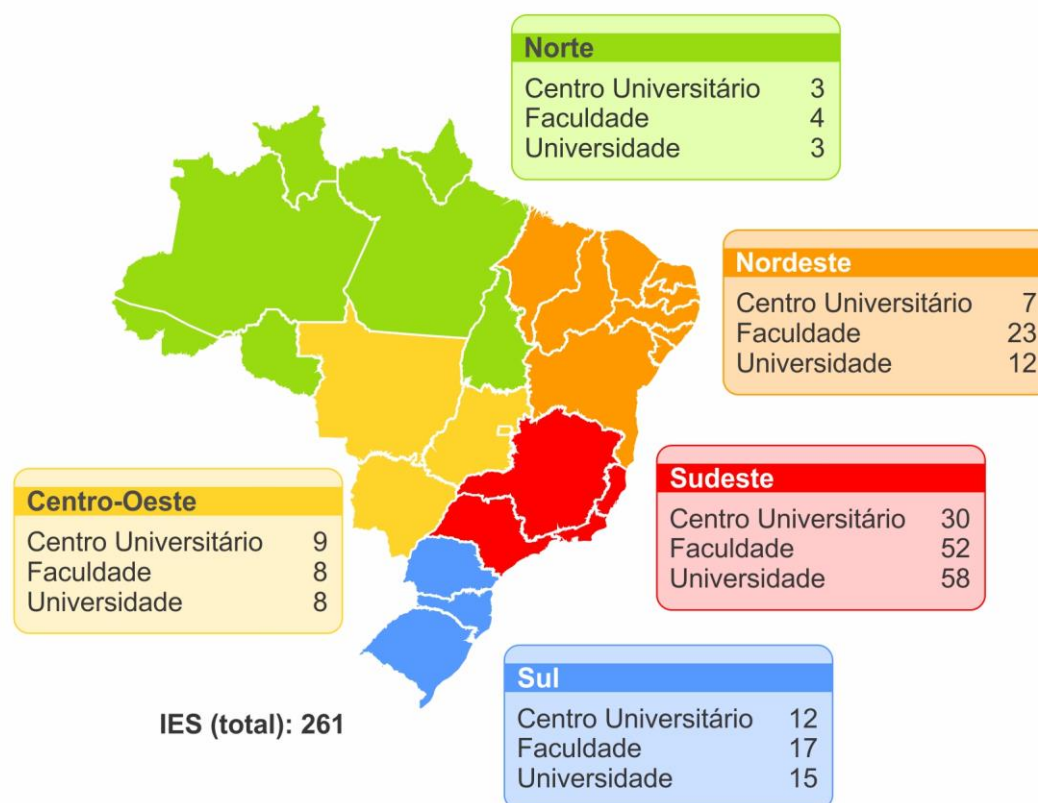 Norte
Centro Universitário 3
Faculdade 4
Universidade 3
Nordeste
Centro Universitário 7
Faculdade 23
Universidade 12
Sudeste
Centro Universitário 30
Faculdade 52
Universidade 58
Centro-Oeste
Centro Universitário 9
Faculdade 8
Universidade 8
Sul
Centro Universitário 12
Faculdade 17
Universidade 15
IES (total): 261